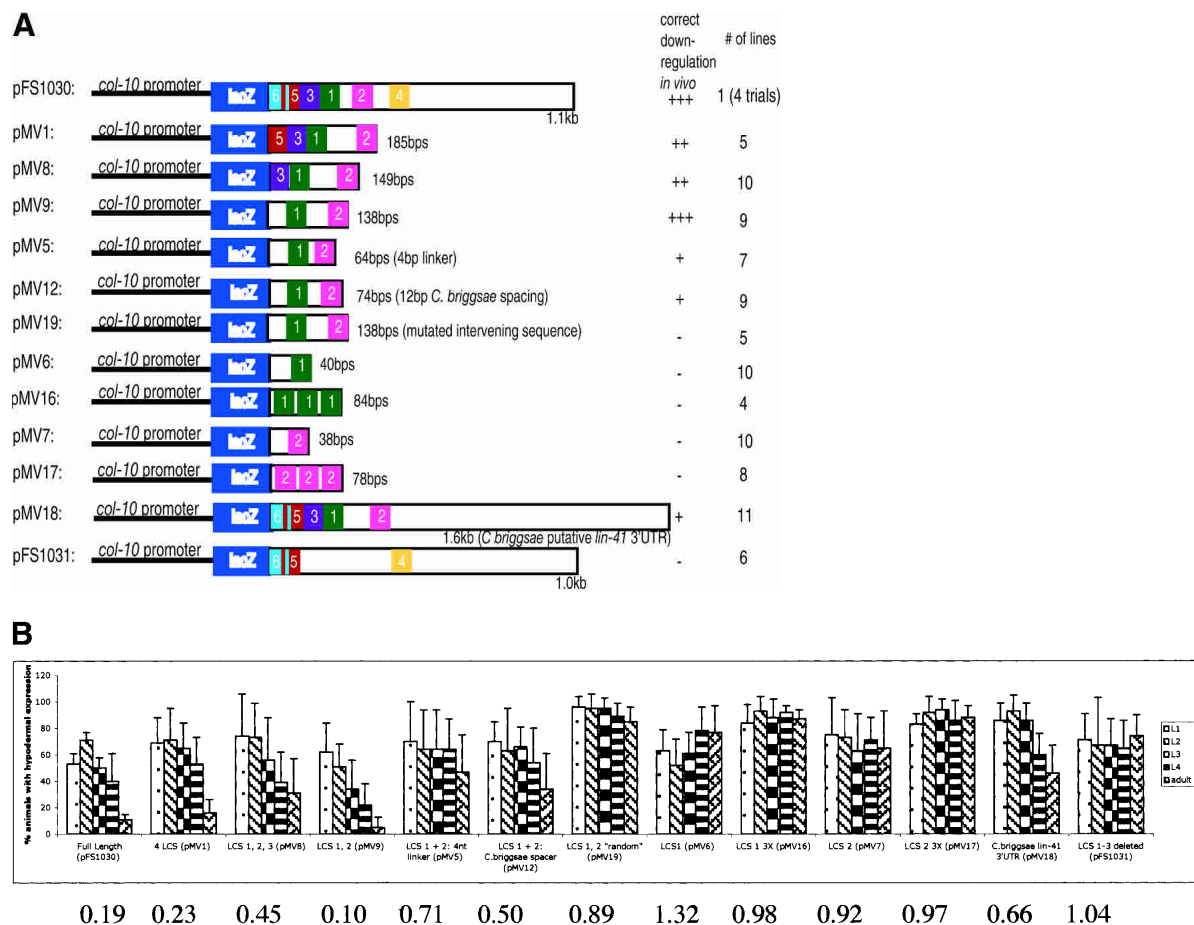 A
correct down-regulation in vivo
# of lines
pFS1030: col-10 promoter lacZ 6 5 3 1 2 4 1.1kb +++ 1 (4 trials)
pMV1: col-10 promoter lacZ 5 3 1 2 185bps ++ 5
pMV8: col-10 promoter lacZ 3 1 2 149bps ++ 10
pMV9: col-10 promoter lacZ 1 2 138bps +++ 9
pMV5: col-10 promoter lacZ 1 2 64bps (4bp linker) + 7
pMV12: col-10 promoter lacZ 1 2 74bps (12bp C. briggsae spacing) + 9
pMV19: col-10 promoter lacZ 1 2 138bps (mutated intervening sequence) - 5
pMV6: col-10 promoter lacZ 1 40bps - 10
pMV16: col-10 promoter lacZ 1 1 1 84bps - 4
pMV7: col-10 promoter lacZ 2 38bps - 10
pMV17: col-10 promoter lacZ 2 2 2 78bps - 8
pMV18: col-10 promoter lacZ 6 5 3 1 2 + 11
1.6kb (C briggsae putative lin-41 3'UTR)
pFS1031: col-10 promoter lacZ 6 5 4 1.0kb - 6
B
% animals with hypodermal expression
120
100
80
60
40
20
0
Full Length (pFS1030)
4 LCS (pMV1)
LCS 1, 2, 3 (pMV8)
LCS 1, 2 (pMV9)
LCS 1 + 2: 4nt linker (pMV5)
LCS 1 + 2: C.briggsae spacer (pMV12)
LCS 1, 2 "random" (pMV19)
LCS1 (pMV6)
LCS 1 3X (pMV16)
LCS 2 (pMV7)
LCS 2 3X (pMV17)
C.briggsae lin-41 3'UTR (pMV18)
LCS 1-3 deleted (pFS1031)
L1
L2
L3
L4
adult
0.19 0.23 0.45 0.10 0.71 0.50 0.89 1.32 0.98 0.92 0.97 0.66 1.04